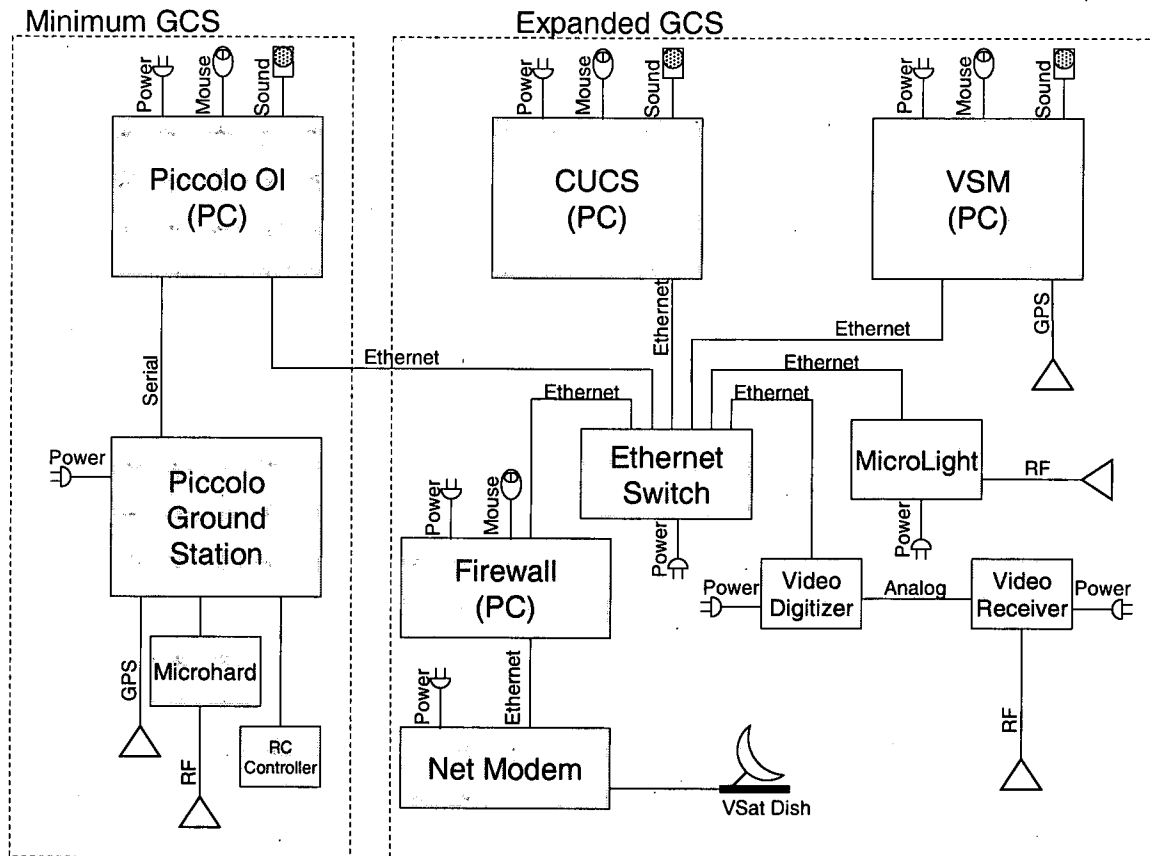 Minimum GCS
Expanded GCS
Power
Mouse
Sound
Power
Mouse
Sound
Power
Mouse
Sound
Piccolo OI
(PC)
CUCS
(PC)
VSM
(PC)
Serial
Ethernet
Ethernet
Ethernet
GPS
Ethernet
Ethernet
Ethernet
Power
Piccolo
Ground
Station
Ethernet
Switch
MicroLight
RF
Power
Mouse
Power
Power
Firewall
(PC)
Power
Video
Digitizer
Analog
Video
Receiver
Power
GPS
Microhard
RF
RC
Controller
Power
Ethernet
Net Modem
VSat Dish
RF